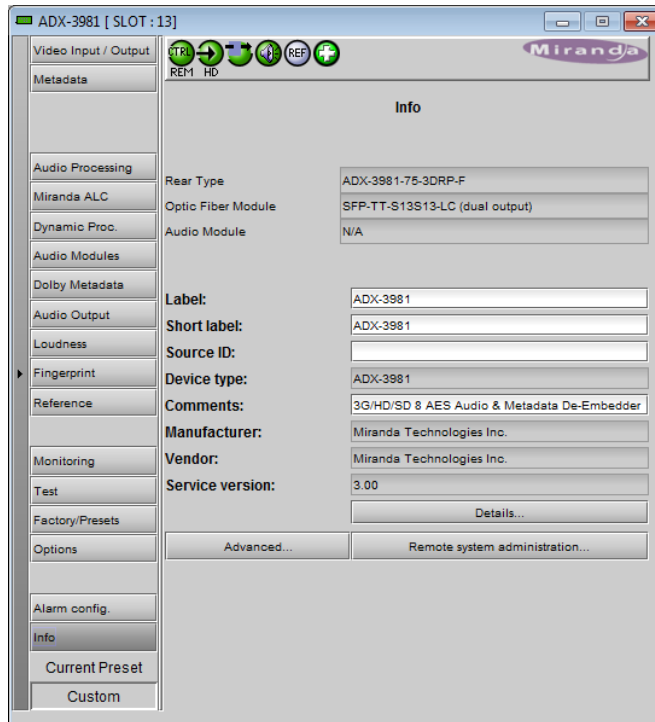 ADX-3981 [ SLOT : 13]
Video Input / Output
Metadata
Audio Processing
Miranda ALC
Dynamic Proc.
Audio Modules
Dolby Metadata
Audio Output
Loudness
Fingerprint
Reference
Monitoring
Test
Factory/Presets
Options
Alarm config.
Info
Current Preset
Custom
CTRL
REF
REM HD
Miranda
Info
Rear Type ADX-3981-75-3DRP-F
Optic Fiber Module SFP-TT-S13S13-LC (dual output)
Audio Module N/A
Label: ADX-3981
Short label: ADX-3981
Source ID:
Device type: ADX-3981
Comments: 3G/HD/SD 8 AES Audio & Metadata De-Embedder
Manufacturer: Miranda Technologies Inc.
Vendor: Miranda Technologies Inc.
Service version: 3.00
Details...
Advanced... Remote system administration...